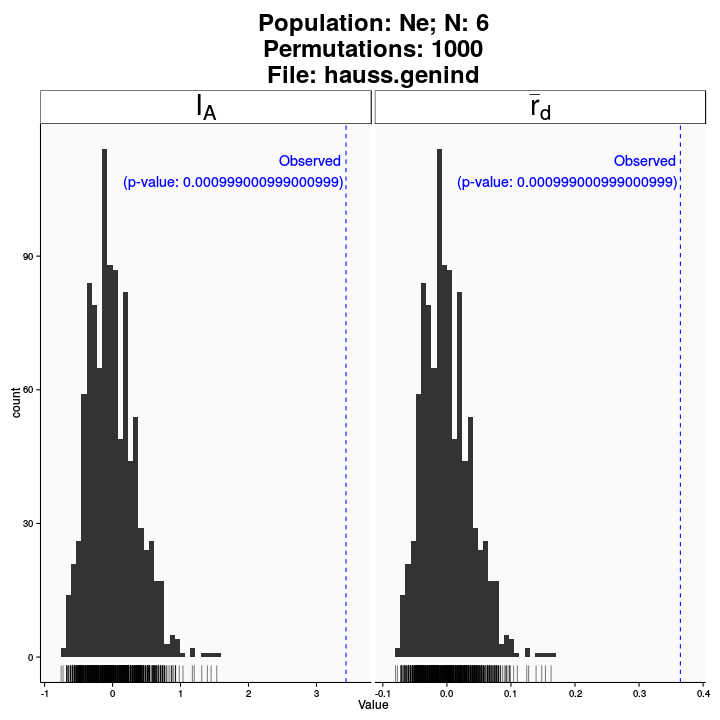 Population: Ne; N: 6
Permutations: 1000
File: hauss.genind
I_A
r̄_d
Observed
(p-value: 0.000999000999000999)
Observed
(p-value: 0.000999000999000999)
count
90
60
30
0
-1 0 1 2 3
-0.1 0.0 0.1 0.2 0.3 0.4
Value